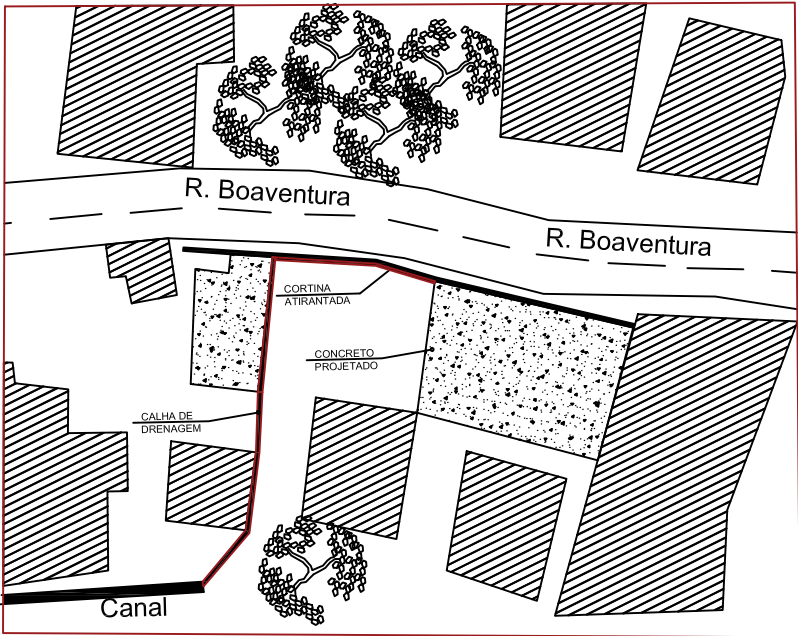 R. Boaventura
R. Boaventura
CORTINA
ATIRANTADA
CONCRETO
PROJETADO
CALHA DE
DRENAGEM
Canal